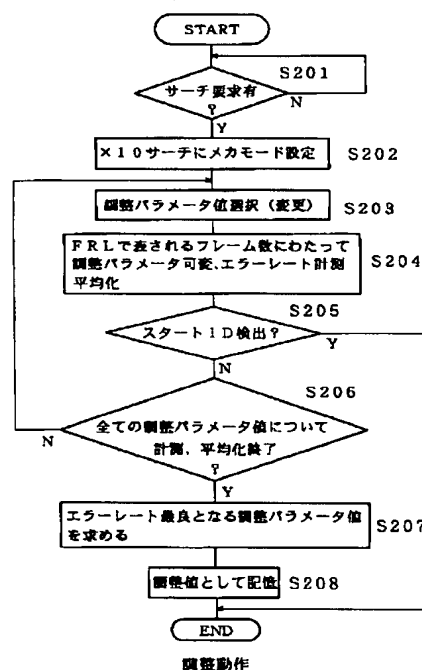 START
S201
サーチ要求有
?
N
Y
×10サーチにメカモード設定
S202
調整パラメータ値選択(変更)
S203
FRLで表されるフレーム数にわたって
調整パラメータ可変、エラーレート計測
平均化
S204
S205
スタートID検出?
Y
N
S206
全ての調整パラメータ値について
計測、平均化終了
?
N
Y
エラーレート最良となる調整パラメータ値
を求める
S207
調整値として記憶
S208
END
調整動作